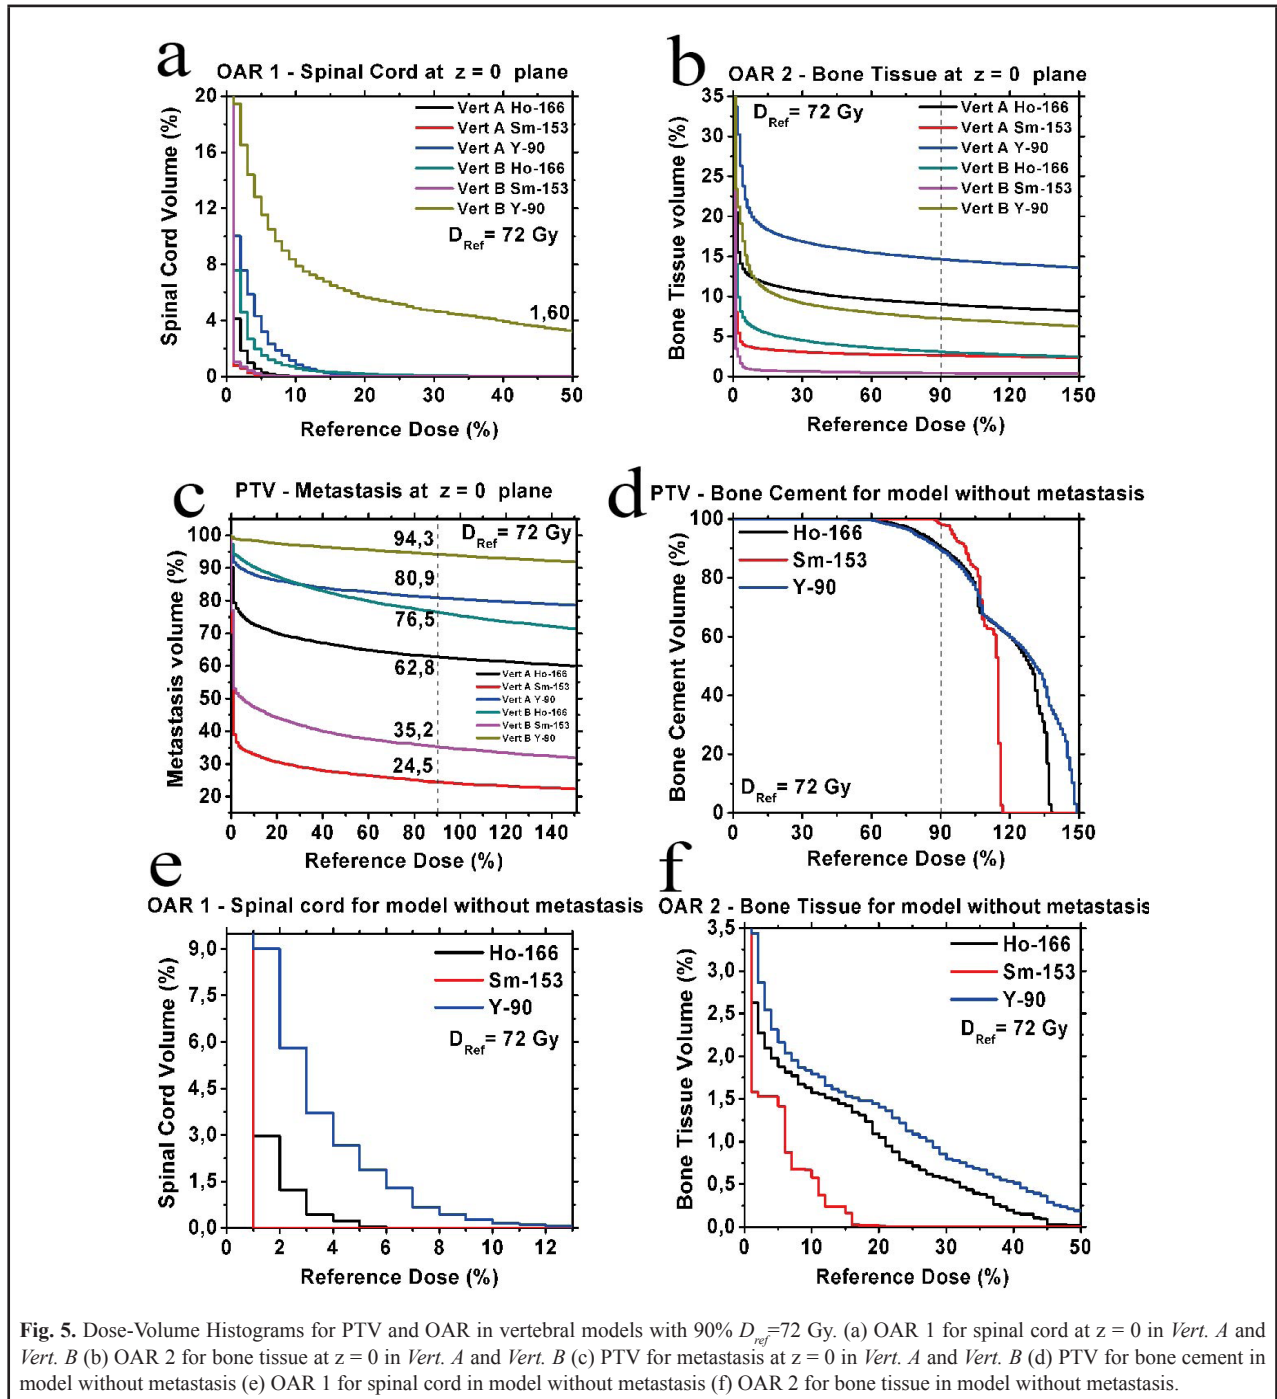 a
OAR 1 - Spinal Cord at z = 0 plane
Spinal Cord Volume (%)
20
16
12
8
4
0
Vert A Ho-166
Vert A Sm-153
Vert A Y-90
Vert B Ho-166
Vert B Sm-153
Vert B Y-90
D_Ref= 72 Gy
1,60
0 10 20 30 40 50
Reference Dose (%)
b
OAR 2 - Bone Tissue at z = 0 plane
Bone Tissue volume (%)
35
30
25
20
15
10
5
0
D_Ref= 72 Gy
Vert A Ho-166
Vert A Sm-153
Vert A Y-90
Vert B Ho-166
Vert B Sm-153
Vert B Y-90
0 30 60 90 120 150
Reference Dose (%)
c
PTV - Metastasis at z = 0 plane
Metastasis volume (%)
100
90
80
70
60
50
40
30
20
D_Ref= 72 Gy
94,3
80,9
76,5
62,8
35,2
24,5
Vert A Ho-166
Vert A Sm-153
Vert A Y-90
Vert B Ho-166
Vert B Sm-153
Vert B Y-90
0 20 40 60 80 100 120 140
Reference Dose (%)
d
PTV - Bone Cement for model without metastasis
Bone Cement Volume (%)
100
80
60
40
20
0
Ho-166
Sm-153
Y-90
D_Ref= 72 Gy
0 30 60 90 120 150
Reference Dose (%)
e
OAR 1 - Spinal cord for model without metastasis
Spinal Cord Volume (%)
9,0
7,5
6,0
4,5
3,0
1,5
0,0
Ho-166
Sm-153
Y-90
D_Ref= 72 Gy
0 2 4 6 8 10 12
Reference Dose (%)
f
OAR 2 - Bone Tissue for model without metastasis
Bone Tissue Volume (%)
3,5
3,0
2,5
2,0
1,5
1,0
0,5
0,0
Ho-166
Sm-153
Y-90
D_Ref= 72 Gy
0 10 20 30 40 50
Reference Dose (%)
Fig. 5. Dose-Volume Histograms for PTV and OAR in vertebral models with 90% D_ref=72 Gy. (a) OAR 1 for spinal cord at z = 0 in Vert. A and
Vert. B (b) OAR 2 for bone tissue at z = 0 in Vert. A and Vert. B (c) PTV for metastasis at z = 0 in Vert. A and Vert. B (d) PTV for bone cement in
model without metastasis (e) OAR 1 for spinal cord in model without metastasis (f) OAR 2 for bone tissue in model without metastasis.